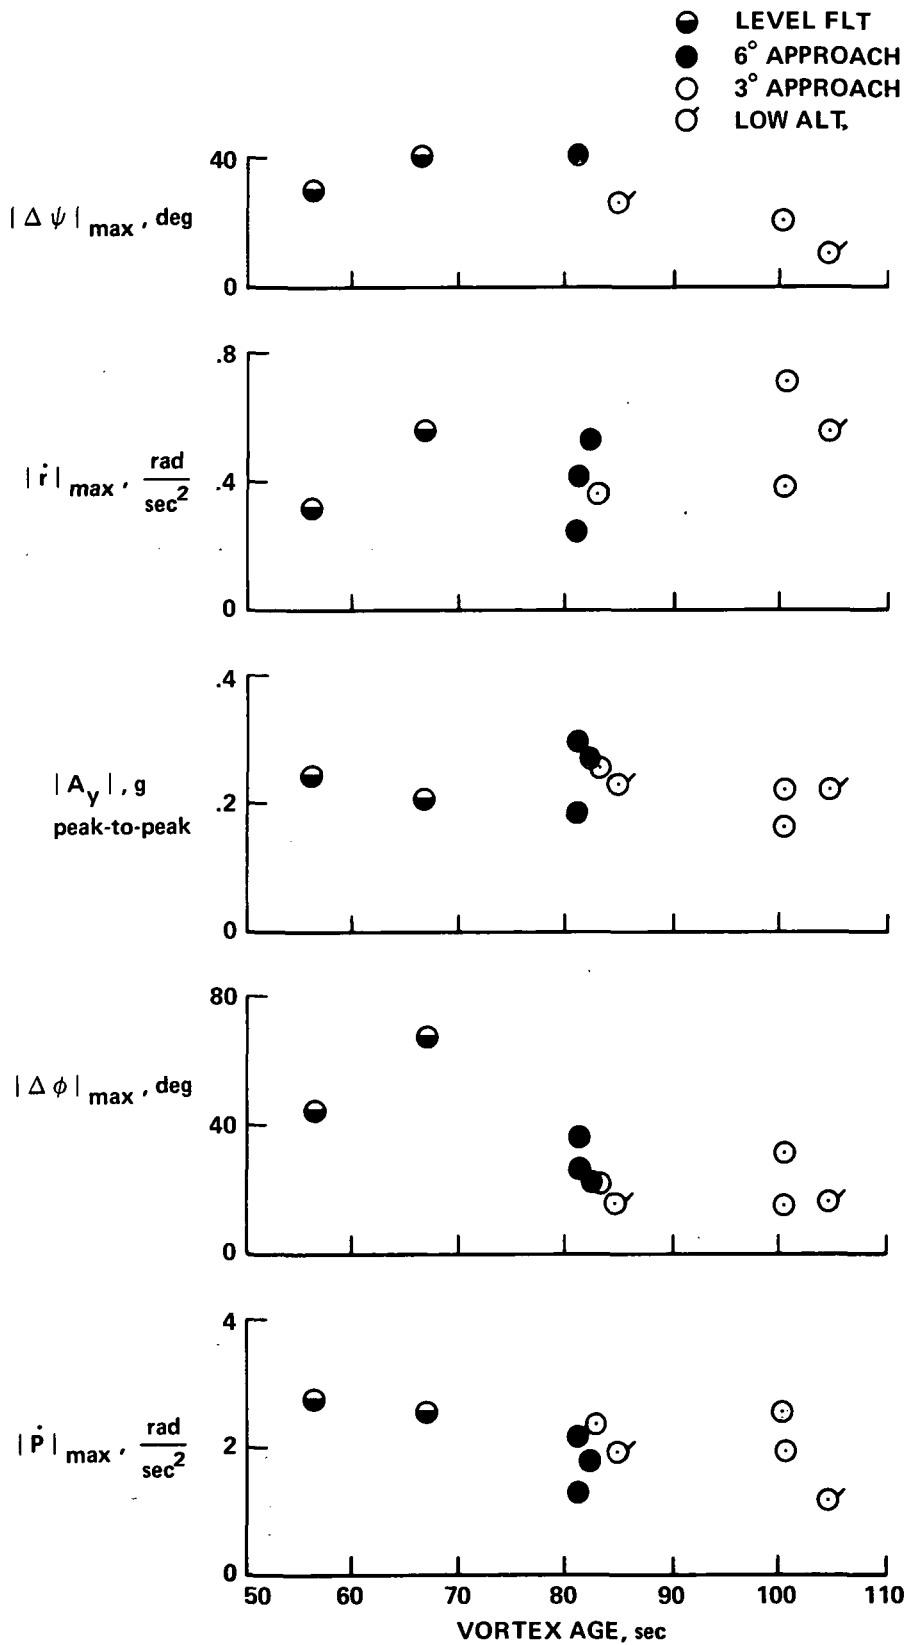 LEVEL FLT
6° APPROACH
3° APPROACH
LOW ALT,
40
|Δψ| max, deg
0
.8
|ṙ| max, rad/sec²
.4
0
.4
|A_y|, g
.2
peak-to-peak
0
80
|Δϕ| max, deg
40
0
4
|Ṗ| max, rad/sec²
2
0
50 60 70 80 90 100 110
VORTEX AGE, sec